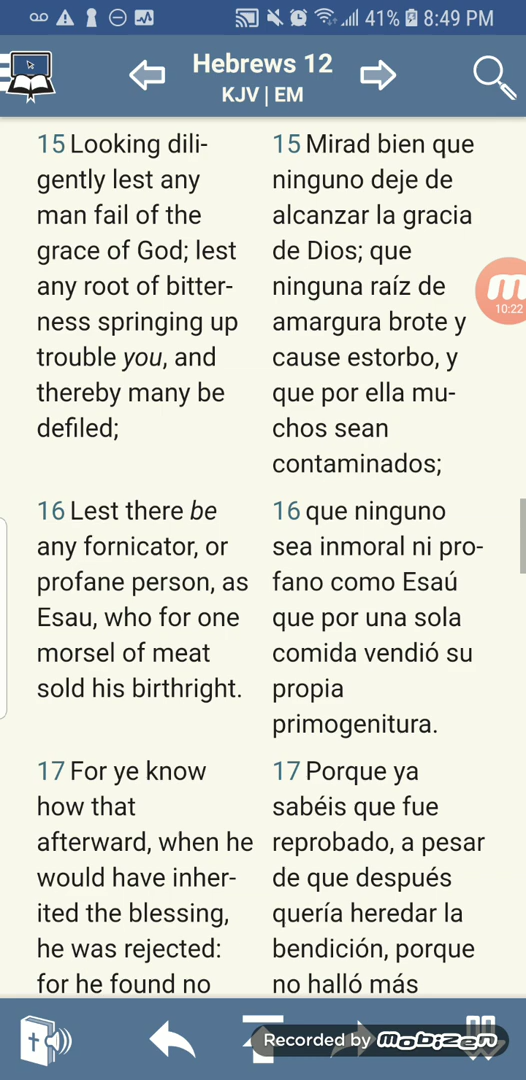 41% 8:49 PM
Hebrews 12
KJV | EM
15 Looking dili-
gently lest any
man fail of the
grace of God; lest
any root of bitter-
ness springing up
trouble you, and
thereby many be
defiled;
15 Mirad bien que
ninguno deje de
alcanzar la gracia
de Dios; que
ninguna raíz de
amargura brote y
cause estorbo, y
que por ella mu-
chos sean
contaminados;
m
10:22
16 Lest there be
any fornicator, or
profane person, as
Esau, who for one
morsel of meat
sold his birthright.
16 que ninguno
sea inmoral ni pro-
fano como Esaú
que por una sola
comida vendió su
propia
primogenitura.
17 For ye know
how that
afterward, when he
would have inher-
ited the blessing,
he was rejected:
for he found no
17 Porque ya
sabéis que fue
reprobado, a pesar
de que después
quería heredar la
bendición, porque
no halló más
Recorded by Mobizen